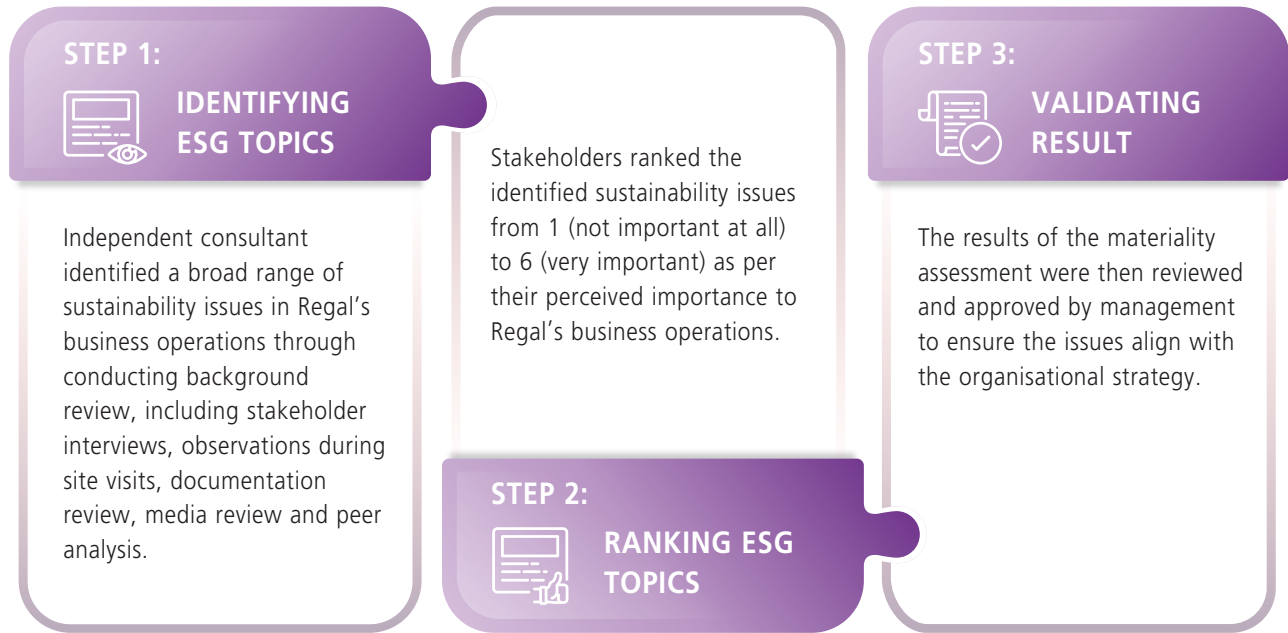 STEP 1:
IDENTIFYING
ESG TOPICS
Independent consultant
identified a broad range of
sustainability issues in Regal’s
business operations through
conducting background
review, including stakeholder
interviews, observations during
site visits, documentation
review, media review and peer
analysis.
Stakeholders ranked the
identified sustainability issues
from 1 (not important at all)
to 6 (very important) as per
their perceived importance to
Regal’s business operations.
STEP 2:
RANKING ESG
TOPICS
STEP 3:
VALIDATING
RESULT
The results of the materiality
assessment were then reviewed
and approved by management
to ensure the issues align with
the organisational strategy.